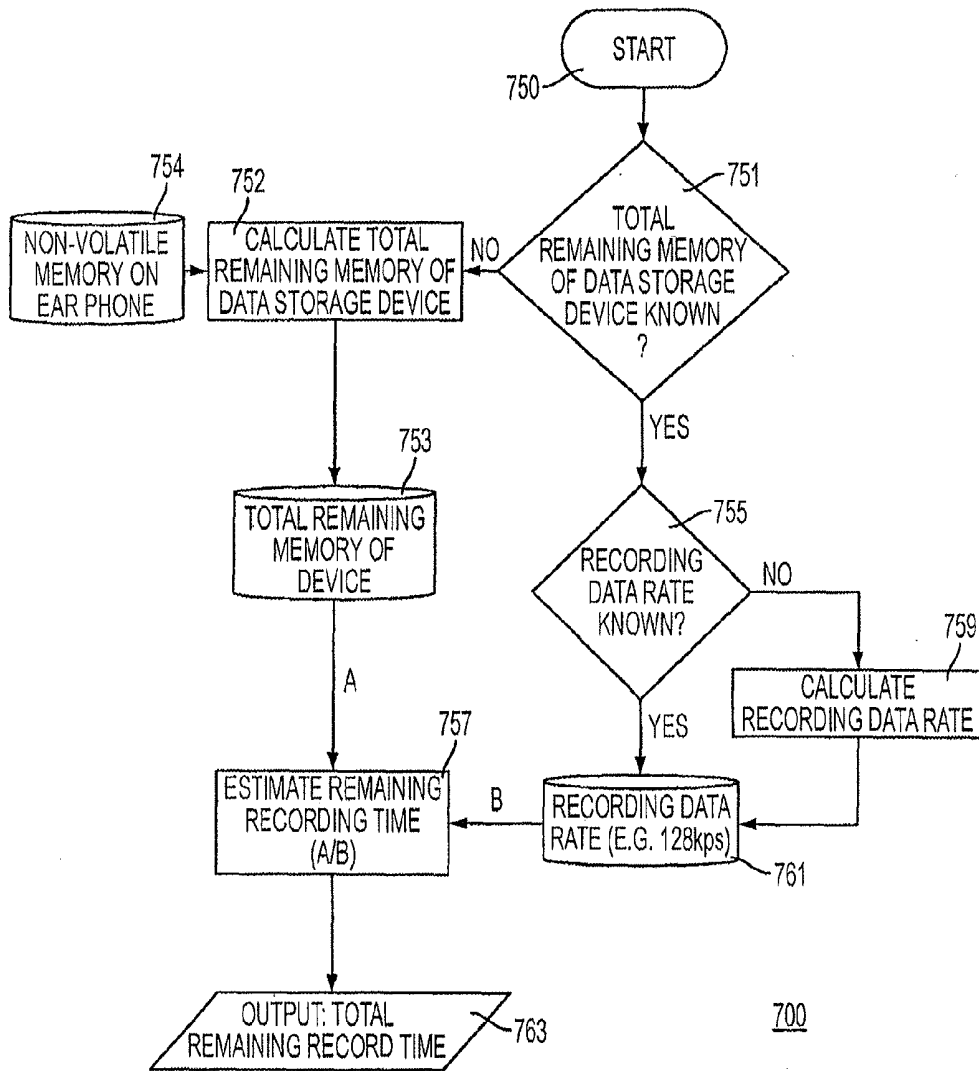 START
750
751
TOTAL
REMAINING MEMORY
OF DATA STORAGE
DEVICE KNOWN
?
NO
752
CALCULATE TOTAL
REMAINING MEMORY OF
DATA STORAGE DEVICE
754
NON-VOLATILE
MEMORY ON
EAR PHONE
YES
753
TOTAL REMAINING
MEMORY OF
DEVICE
755
RECORDING
DATA RATE
KNOWN?
NO
759
CALCULATE
RECORDING DATA RATE
A
YES
757
ESTIMATE REMAINING
RECORDING TIME
(A/B)
B
RECORDING DATA
RATE (E.G. 128kps)
761
OUTPUT: TOTAL
REMAINING RECORD TIME
763
700